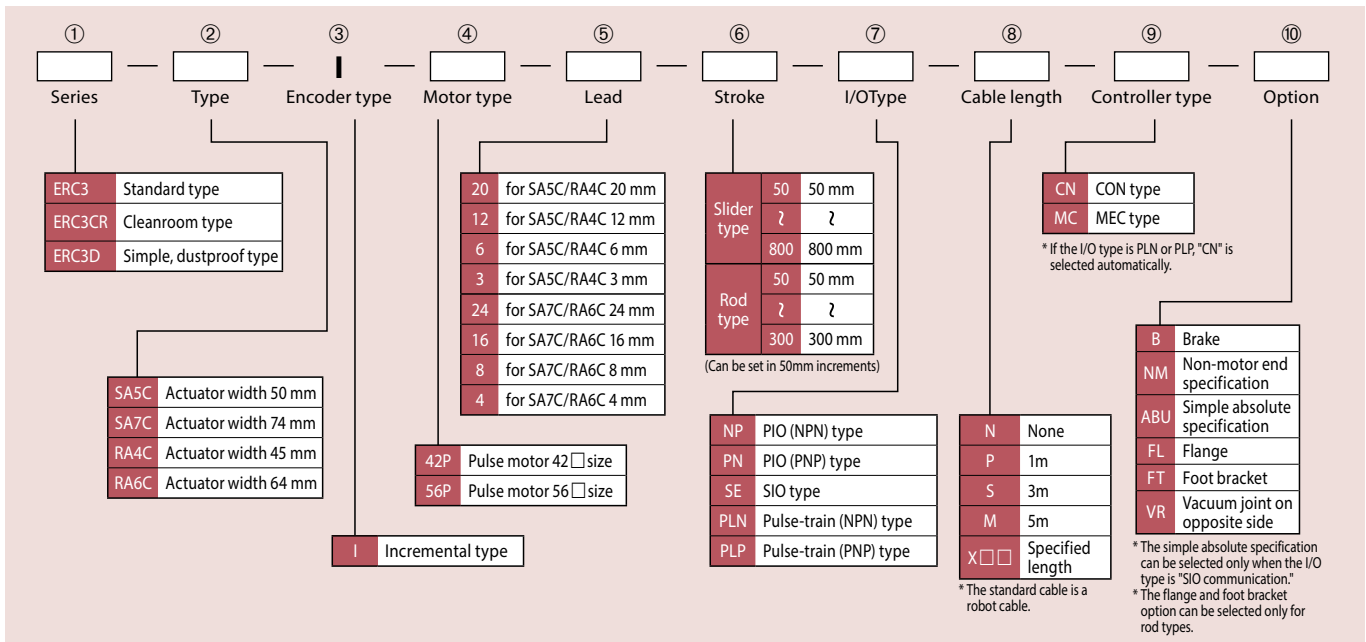 ① ② ③ ④ ⑤ ⑥ ⑦ ⑧ ⑨ ⑩
— — I — — — — — — —
Series Type Encoder type Motor type Lead Stroke I/OType Cable length Controller type Option
ERC3 Standard type
ERC3CR Cleanroom type
ERC3D Simple, dustproof type
SA5C Actuator width 50 mm
SA7C Actuator width 74 mm
RA4C Actuator width 45 mm
RA6C Actuator width 64 mm
I Incremental type
42P Pulse motor 42□size
56P Pulse motor 56□size
20 for SA5C/RA4C 20 mm
12 for SA5C/RA4C 12 mm
6 for SA5C/RA4C 6 mm
3 for SA5C/RA4C 3 mm
24 for SA7C/RA6C 24 mm
16 for SA7C/RA6C 16 mm
8 for SA7C/RA6C 8 mm
4 for SA7C/RA6C 4 mm
Slider
type
50 50 mm
≀ ≀
800 800 mm
Rod
type
50 50 mm
≀ ≀
300 300 mm
(Can be set in 50mm increments)
NP PIO (NPN) type
PN PIO (PNP) type
SE SIO type
PLN Pulse-train (NPN) type
PLP Pulse-train (PNP) type
N None
P 1m
S 3m
M 5m
X□□ Specified
length
* The standard cable is a
robot cable.
CN CON type
MC MEC type
* If the I/O type is PLN or PLP, "CN" is
selected automatically.
B Brake
NM Non-motor end
specification
ABU Simple absolute
specification
FL Flange
FT Foot bracket
VR Vacuum joint on
opposite side
* The simple absolute specification
can be selected only when the I/O
type is "SIO communication."
* The flange and foot bracket
option can be selected only for
rod types.